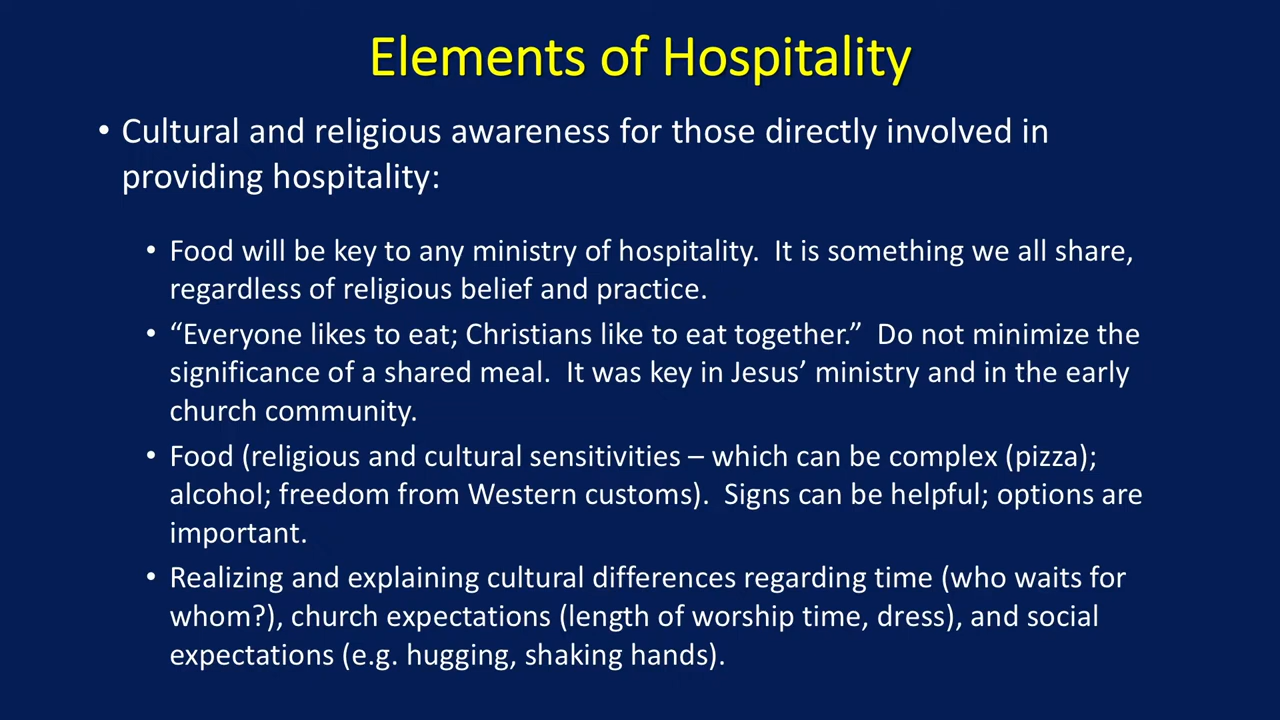 Elements of Hospitality
• Cultural and religious awareness for those directly involved in
providing hospitality:
• Food will be key to any ministry of hospitality.  It is something we all share,
regardless of religious belief and practice.
• “Everyone likes to eat; Christians like to eat together.”  Do not minimize the
significance of a shared meal.  It was key in Jesus’ ministry and in the early
church community.
• Food (religious and cultural sensitivities – which can be complex (pizza);
alcohol; freedom from Western customs).  Signs can be helpful; options are
important.
• Realizing and explaining cultural differences regarding time (who waits for
whom?), church expectations (length of worship time, dress), and social
expectations (e.g. hugging, shaking hands).